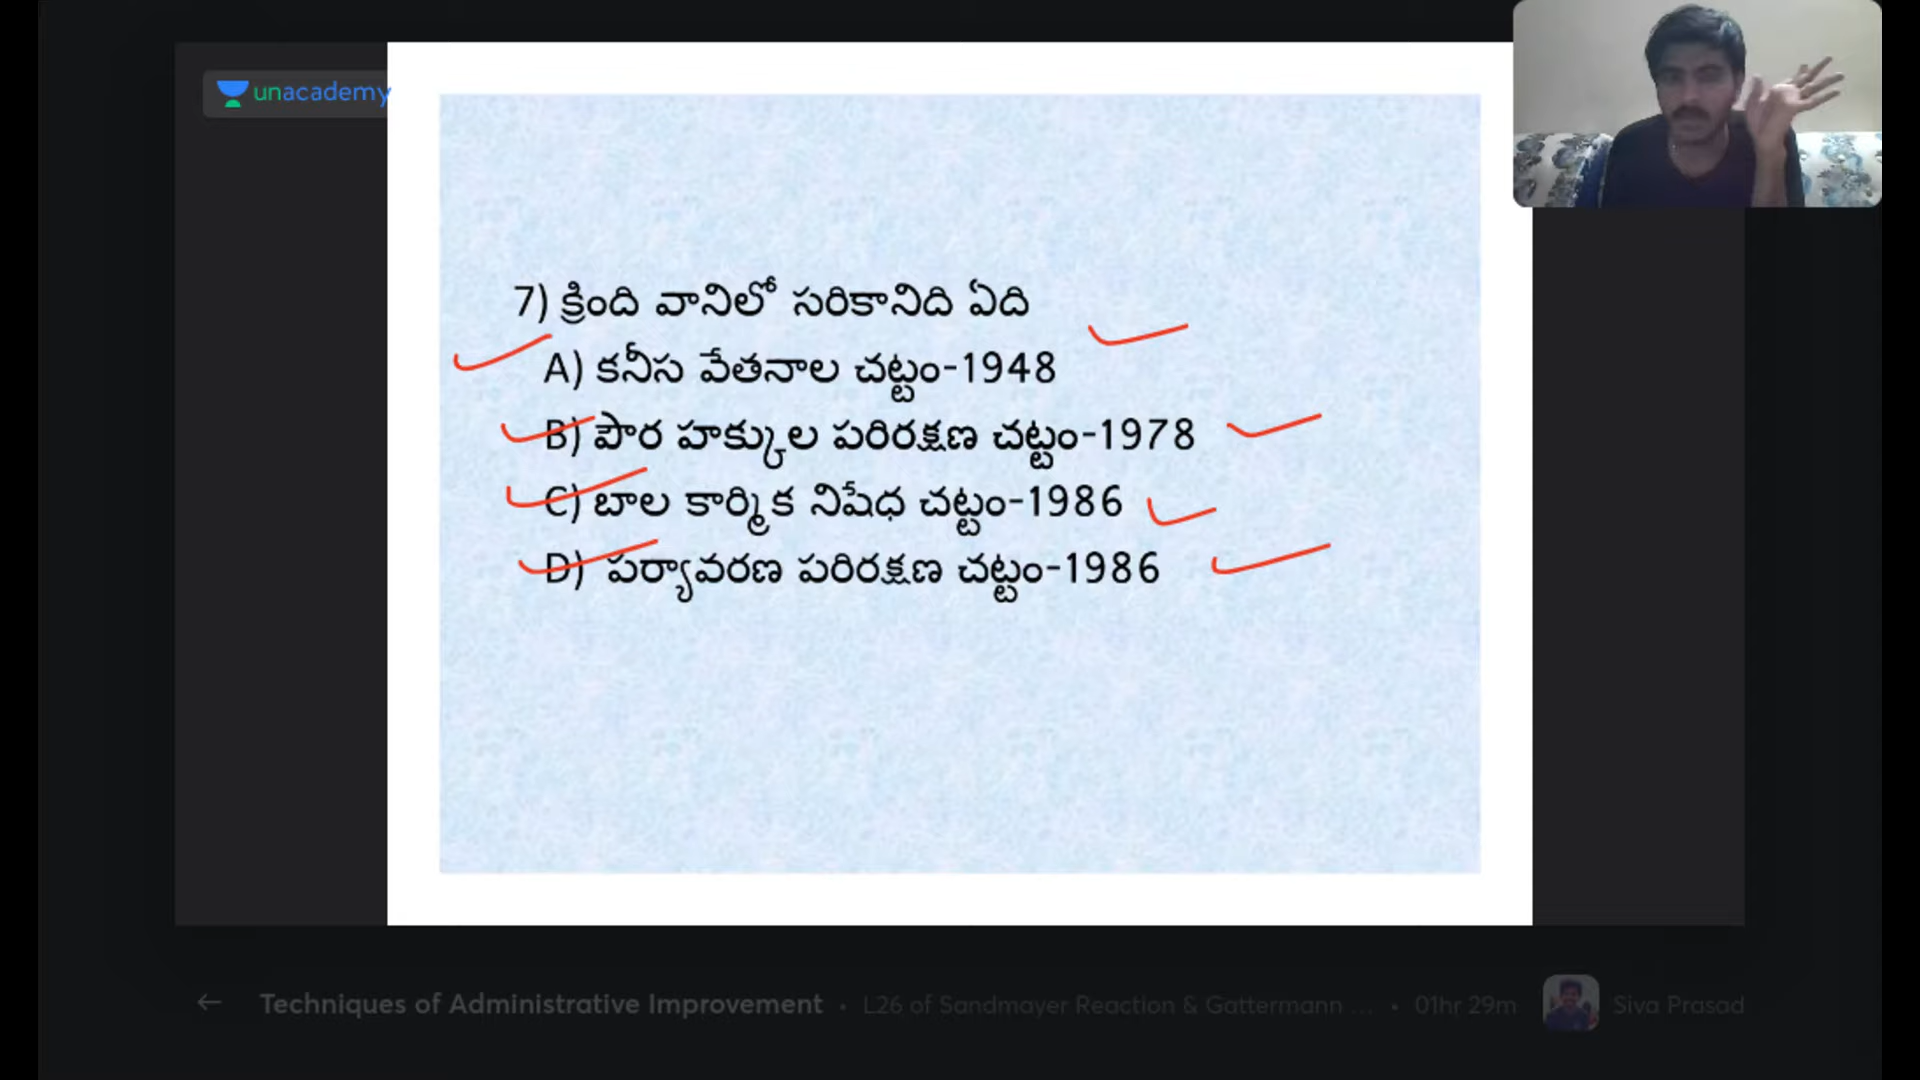 unacademy
7) క్రింది వానిలో సరికానిది ఏది
A) కనీస వేతనాల చట్టం-1948
B) పౌర హక్కుల పరిరక్షణ చట్టం-1978
C) బాల కార్మిక నిషేధ చట్టం-1986
D) పర్యావరణ పరిరక్షణ చట్టం-1986
Techniques of Administrative Improvement • L26 of Sandmayer Reaction & Gattermann ... • 01hr 29m Siva Prasad